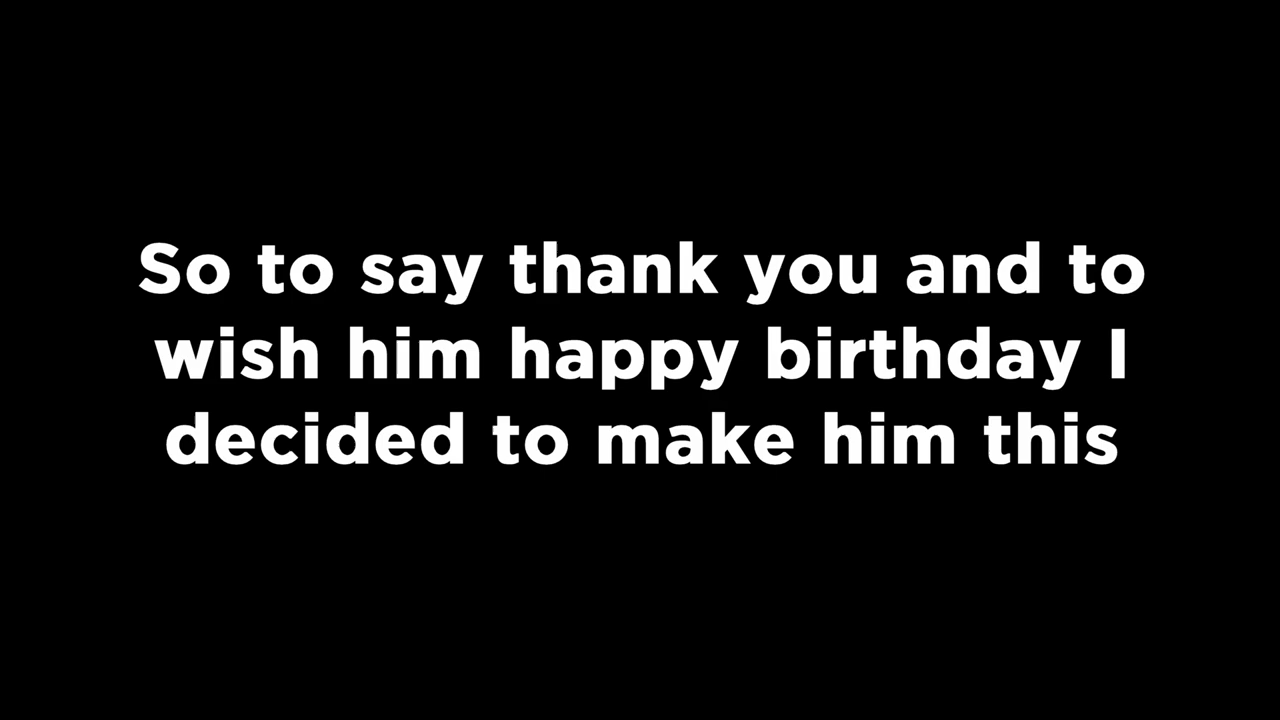 So to say thank you and to
wish him happy birthday I
decided to make him this